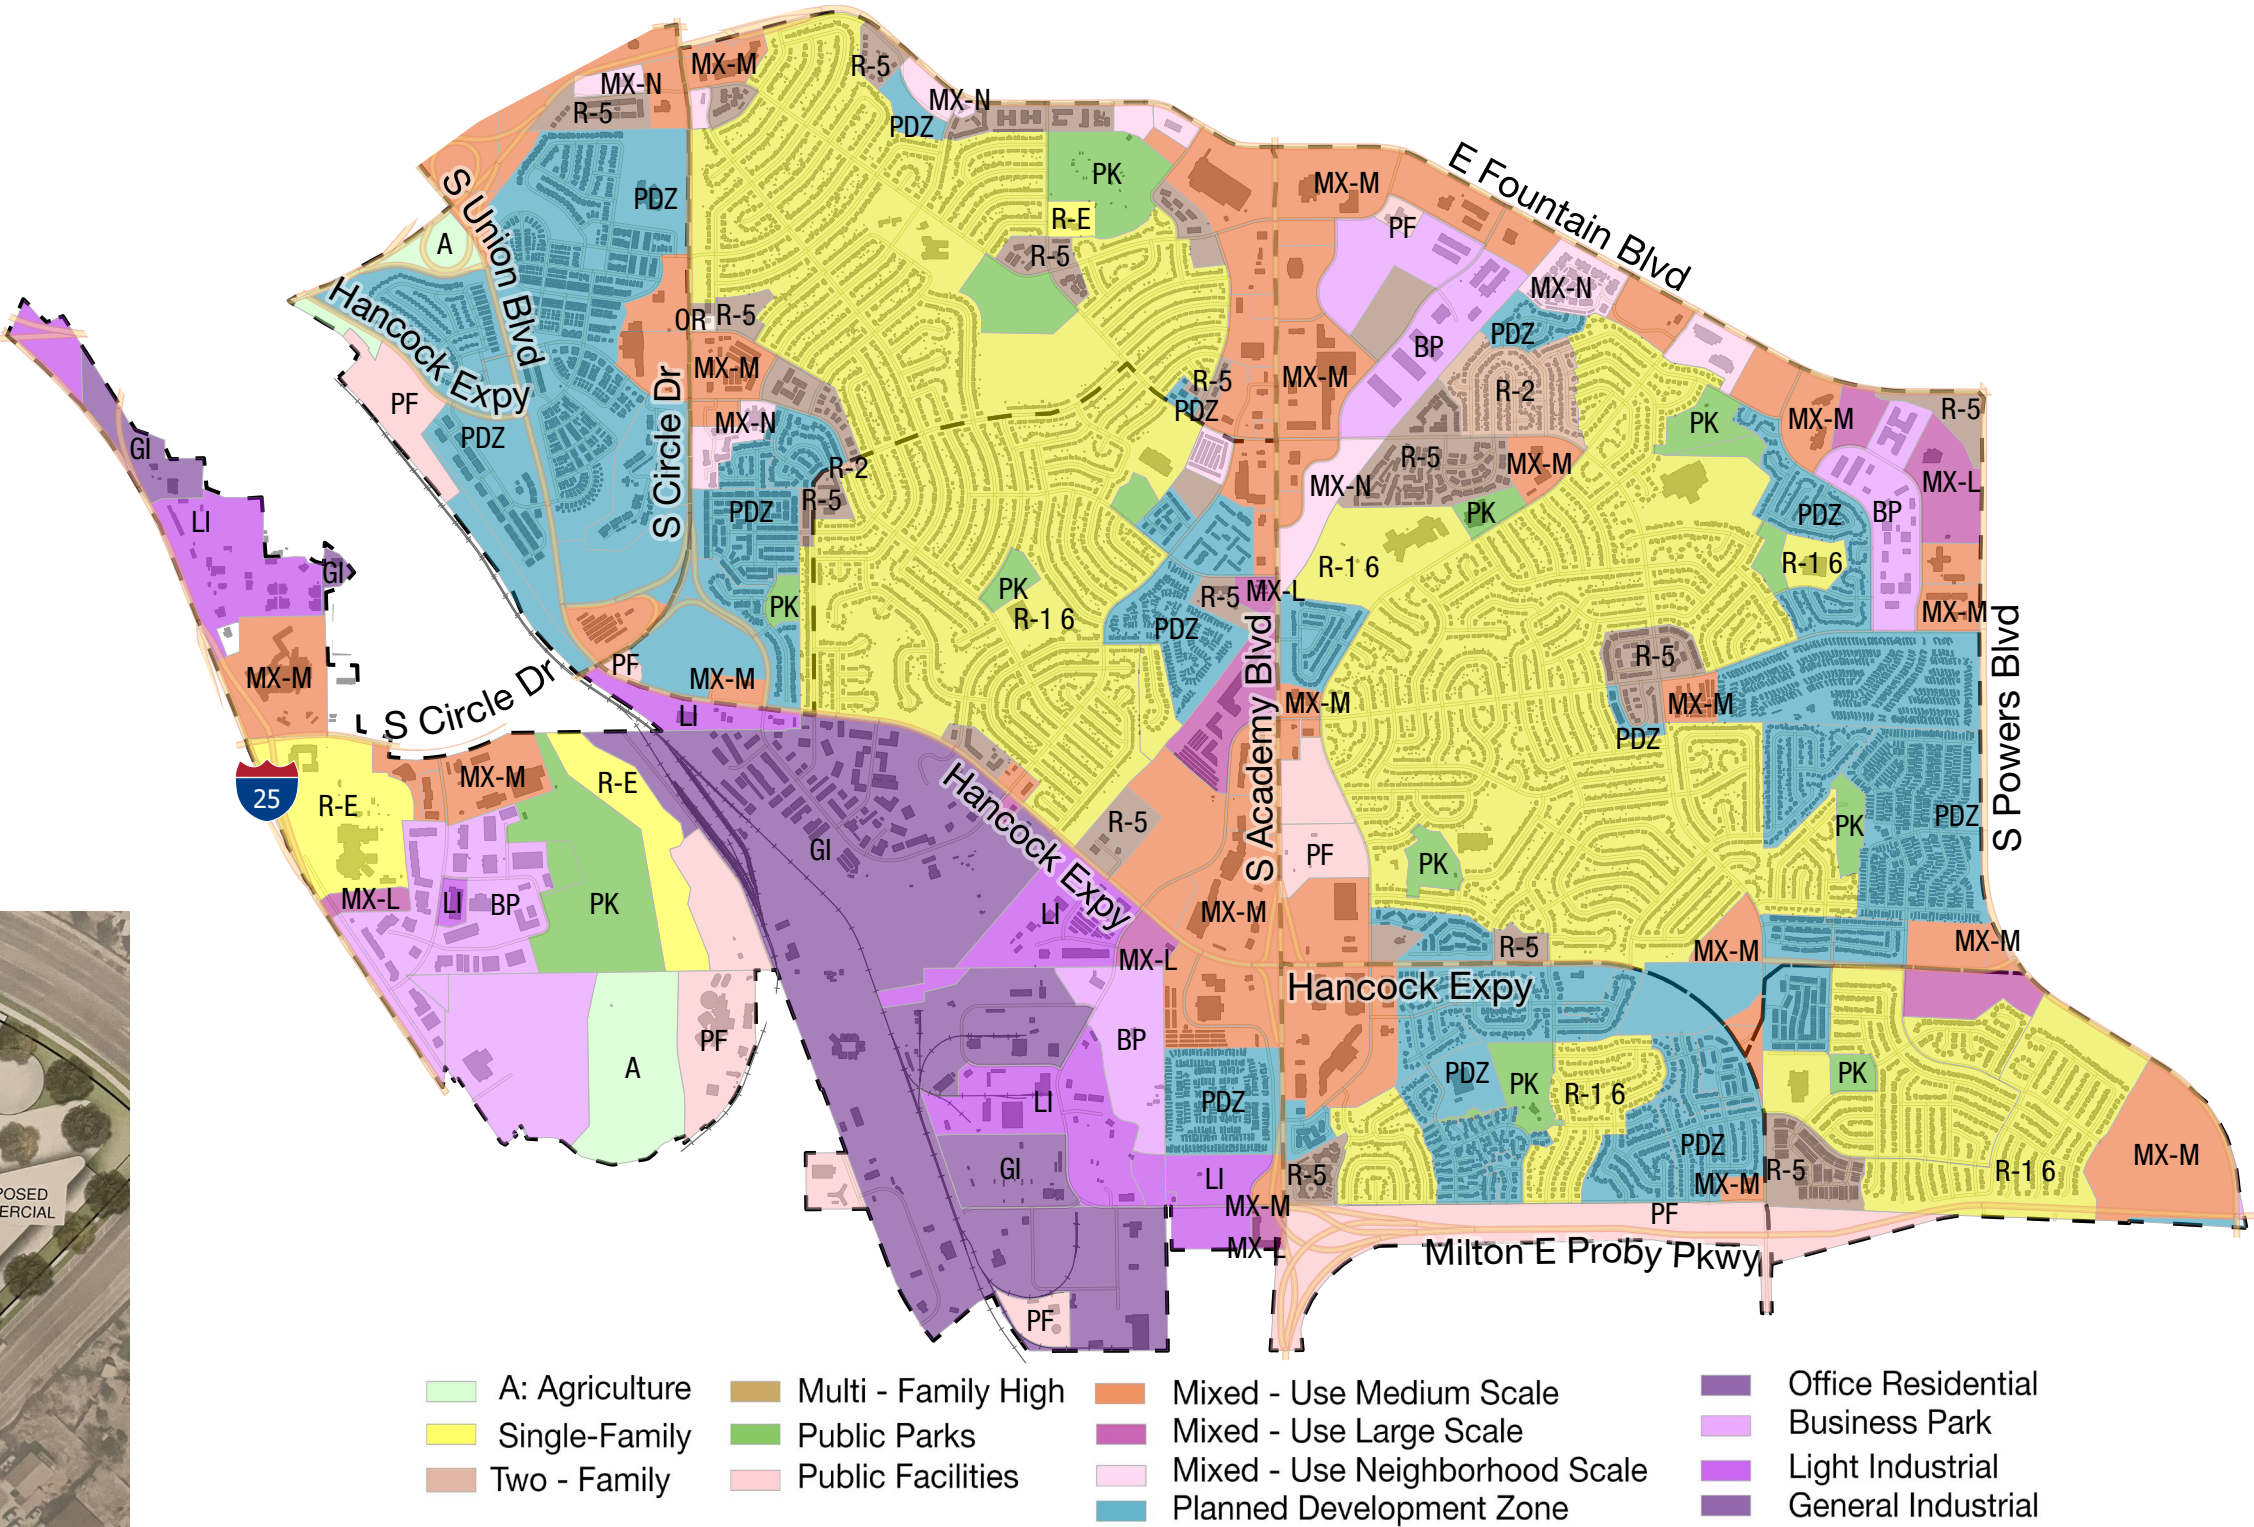 MX-M
R-5
MX-N
MX-N
R-5
PDZ
E Fountain Blvd
PK
MX-M
S Union Blvd
PDZ
R-E
PF
A
R-5
MX-N
Hancock Expy
OR
R-5
PDZ
BP
MX-M
R-5
MX-M
R-2
PF
PDZ
MX-N
PK
MX-M
R-5
PDZ
S Circle Dr
GI
R-2
R-5
MX-M
MX-L
R-5
PDZ
MX-N
PK
PDZ
BP
LI
R-1 6
R-1 6
GI
PK
R-5
MX-L
PK
R-1 6
PDZ
MX-M
S Powers Blvd
PF
R-5
MX-M
MX-M
S Academy Blvd
MX-M
MX-M
S Circle Dr
LI
PDZ
MX-M
R-E
25
R-E
Hancock Expy
PDZ
R-5
PK
GI
PF
PK
MX-L
LI
BP
PK
LI
MX-M
R-5
MX-M
MX-M
MX-L
Hancock Expy
PF
BP
A
PDZ
PK
PK
LI
PDZ
R-1 6
PDZ
GI
LI
R-5
MX-M
R-5
R-1 6
MX-M
MX-M
PF
MX-L
Milton E Proby Pkwy
PF
POSED
ERCIAL
A: Agriculture
Single-Family
Two - Family
Multi - Family High
Public Parks
Public Facilities
Mixed - Use Medium Scale
Mixed - Use Large Scale
Mixed - Use Neighborhood Scale
Planned Development Zone
Office Residential
Business Park
Light Industrial
General Industrial